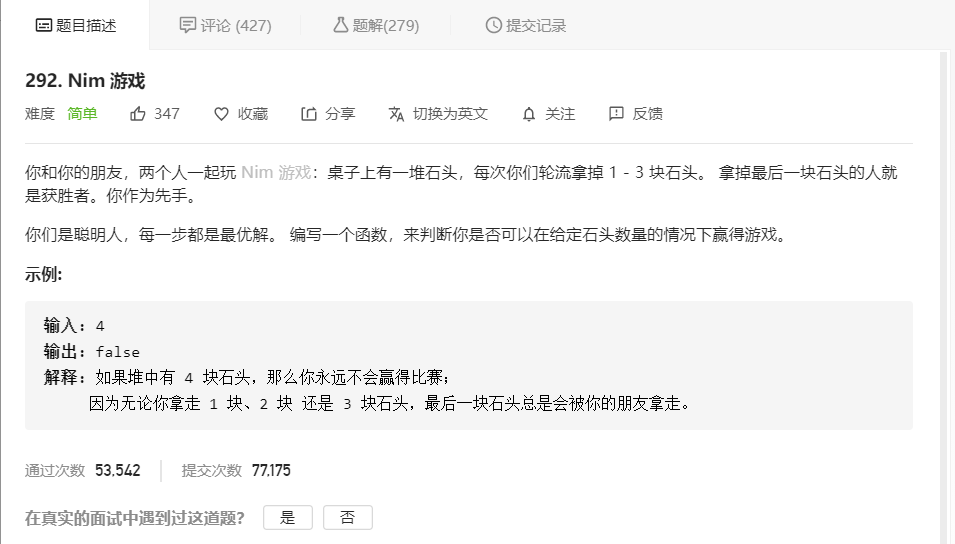 题目描述 评论 (427) 题解(279) 提交记录
292. Nim 游戏
难度 简单 347 收藏 分享 切换为英文 关注 反馈
你和你的朋友，两个人一起玩 Nim 游戏：桌子上有一堆石头，每次你们轮流拿掉 1 - 3 块石头。 拿掉最后一块石头的人就
是获胜者。你作为先手。
你们是聪明人，每一步都是最优解。 编写一个函数，来判断你是否可以在给定石头数量的情况下赢得游戏。
示例:
输入: 4
输出: false
解释: 如果堆中有 4 块石头，那么你永远不会赢得比赛；
因为无论你拿走 1 块、2 块 还是 3 块石头，最后一块石头总是会被你的朋友拿走。
通过次数 53,542 提交次数 77,175
在真实的面试中遇到过这道题? 是 否